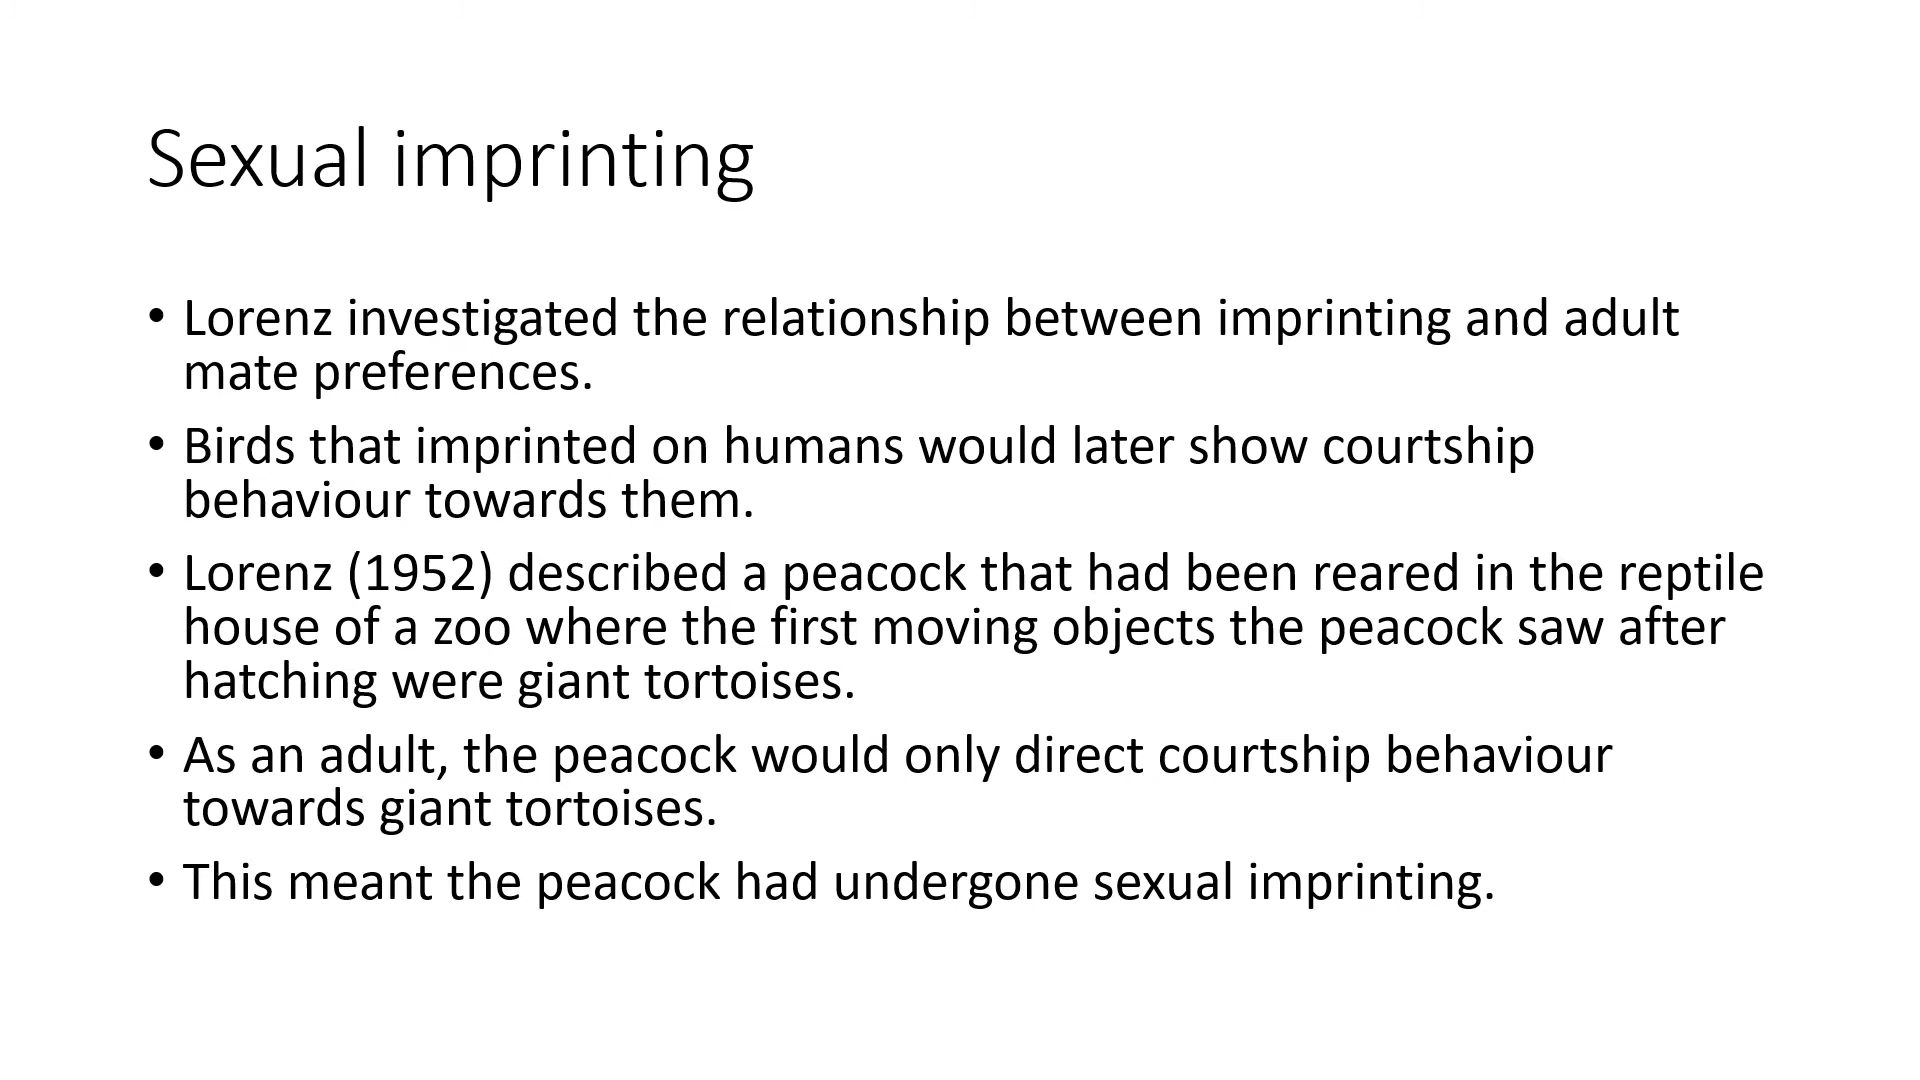 Sexual imprinting
• Lorenz investigated the relationship between imprinting and adult
mate preferences.
• Birds that imprinted on humans would later show courtship
behaviour towards them.
• Lorenz (1952) described a peacock that had been reared in the reptile
house of a zoo where the first moving objects the peacock saw after
hatching were giant tortoises.
• As an adult, the peacock would only direct courtship behaviour
towards giant tortoises.
• This meant the peacock had undergone sexual imprinting.